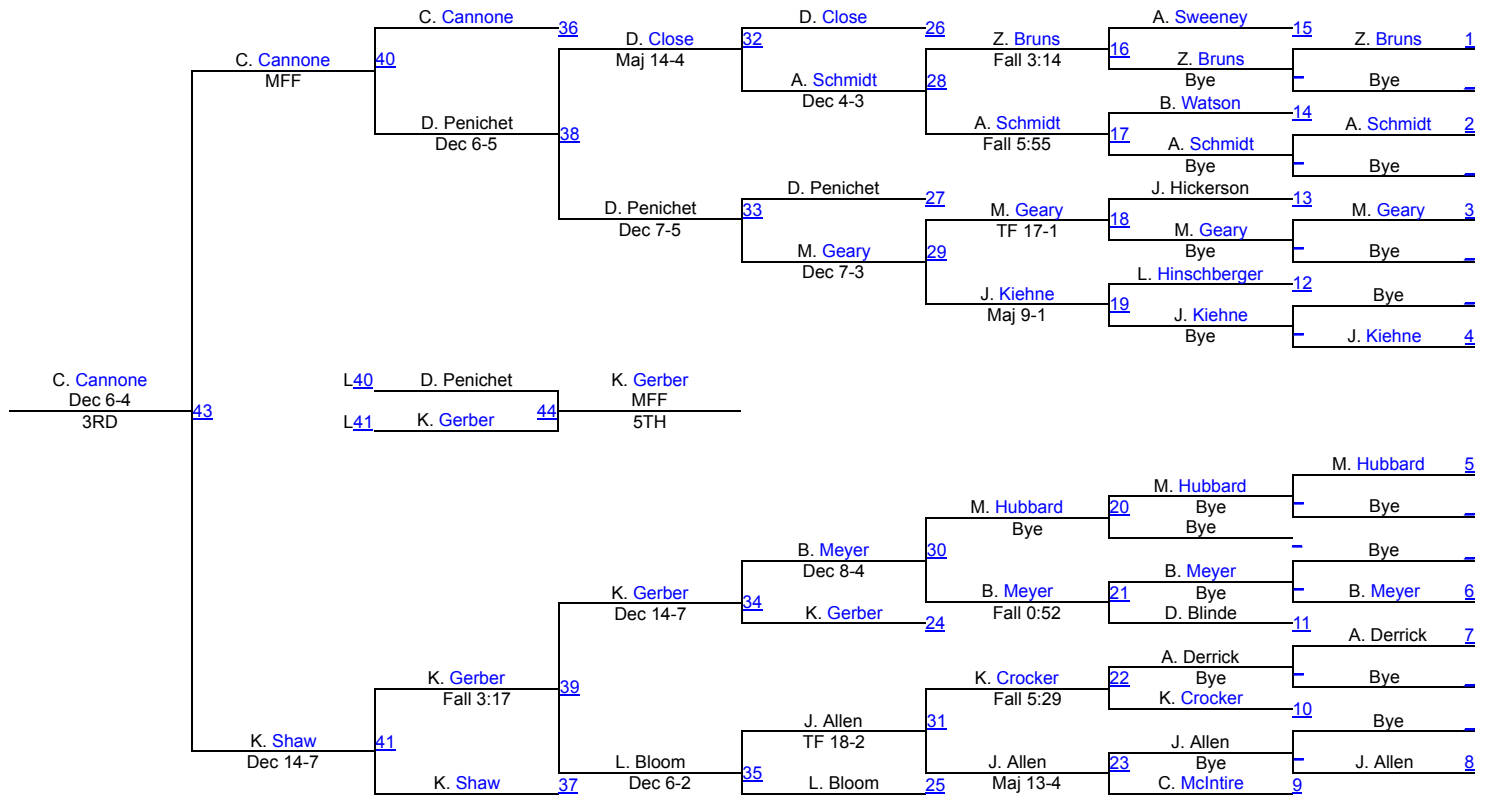 C. Cannone
36
D. Close
26
A. Sweeney
15
C. Cannone
MFF
40
D. Close
Maj 14-4
32
Z. Bruns
Fall 3:14
16
Z. Bruns
Bye
Z. Bruns
1
Bye
_
_
A. Schmidt
Dec 4-3
28
B. Watson
14
D. Penichet
Dec 6-5
38
A. Schmidt
Fall 5:55
17
A. Schmidt
Bye
A. Schmidt
2
Bye
_
_
D. Penichet
27
J. Hickerson
13
D. Penichet
Dec 7-5
33
M. Geary
TF 17-1
18
M. Geary
Bye
M. Geary
3
Bye
_
_
M. Geary
Dec 7-3
29
L. Hinschberger
12
J. Kiehne
Maj 9-1
19
J. Kiehne
Bye
Bye
_
_
J. Kiehne
4
C. Cannone
Dec 6-4
3RD
43
L40
D. Penichet
L41
K. Gerber
44
K. Gerber
MFF
5TH
M. Hubbard
5
M. Hubbard
Bye
20
M. Hubbard
Bye
Bye
_
Bye
_
_
B. Meyer
Dec 8-4
30
Bye
_
K. Gerber
Dec 14-7
34
B. Meyer
Fall 0:52
21
B. Meyer
Bye
_
B. Meyer
6
K. Gerber
24
D. Blinde
11
A. Derrick
7
K. Gerber
Fall 3:17
39
K. Crocker
Fall 5:29
22
A. Derrick
Bye
_
Bye
_
K. Crocker
10
J. Allen
TF 18-2
31
Bye
_
K. Shaw
Dec 14-7
41
L. Bloom
Dec 6-2
35
J. Allen
Maj 13-4
23
J. Allen
Bye
_
J. Allen
8
K. Shaw
37
L. Bloom
25
C. McIntire
9